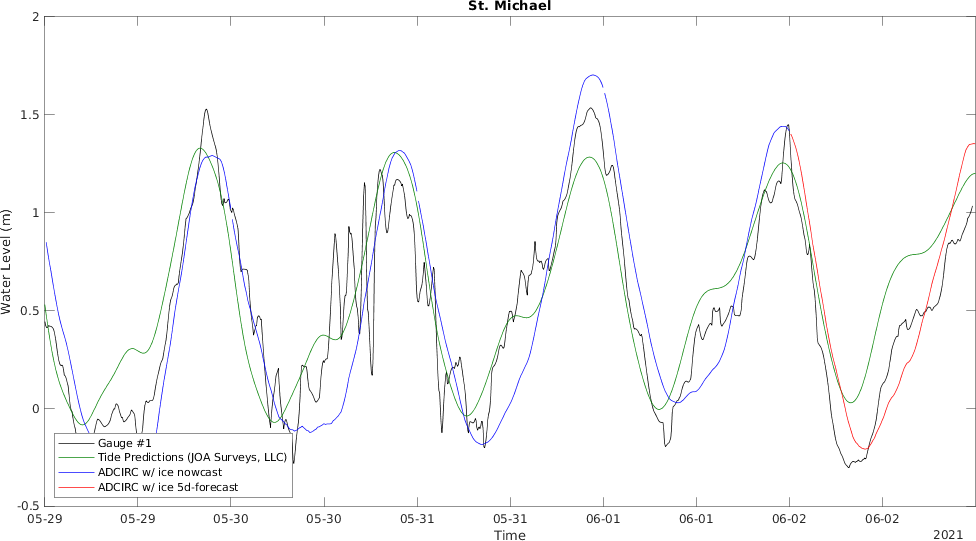 St. Michael
2
1.5
1
0.5
0
-0.5
Water Level (m)
Gauge #1
Tide Predictions (JOA Surveys, LLC)
ADCIRC w/ ice nowcast
ADCIRC w/ ice 5d-forecast
05-29 05-29 05-30 05-30 05-31 05-31 06-01 06-01 06-02 06-02
Time
2021